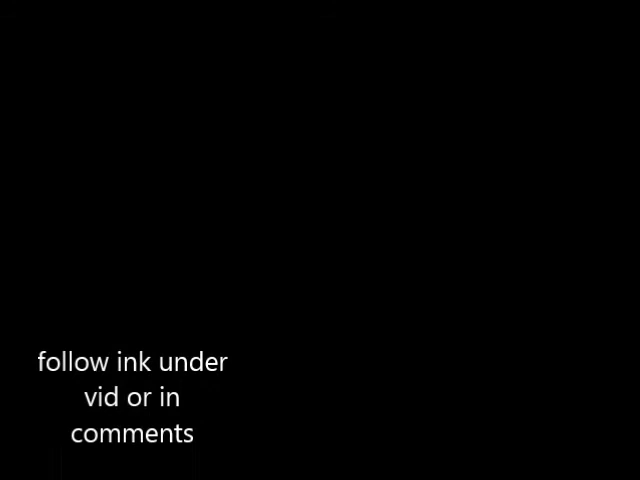 follow ink under
vid or in
comments